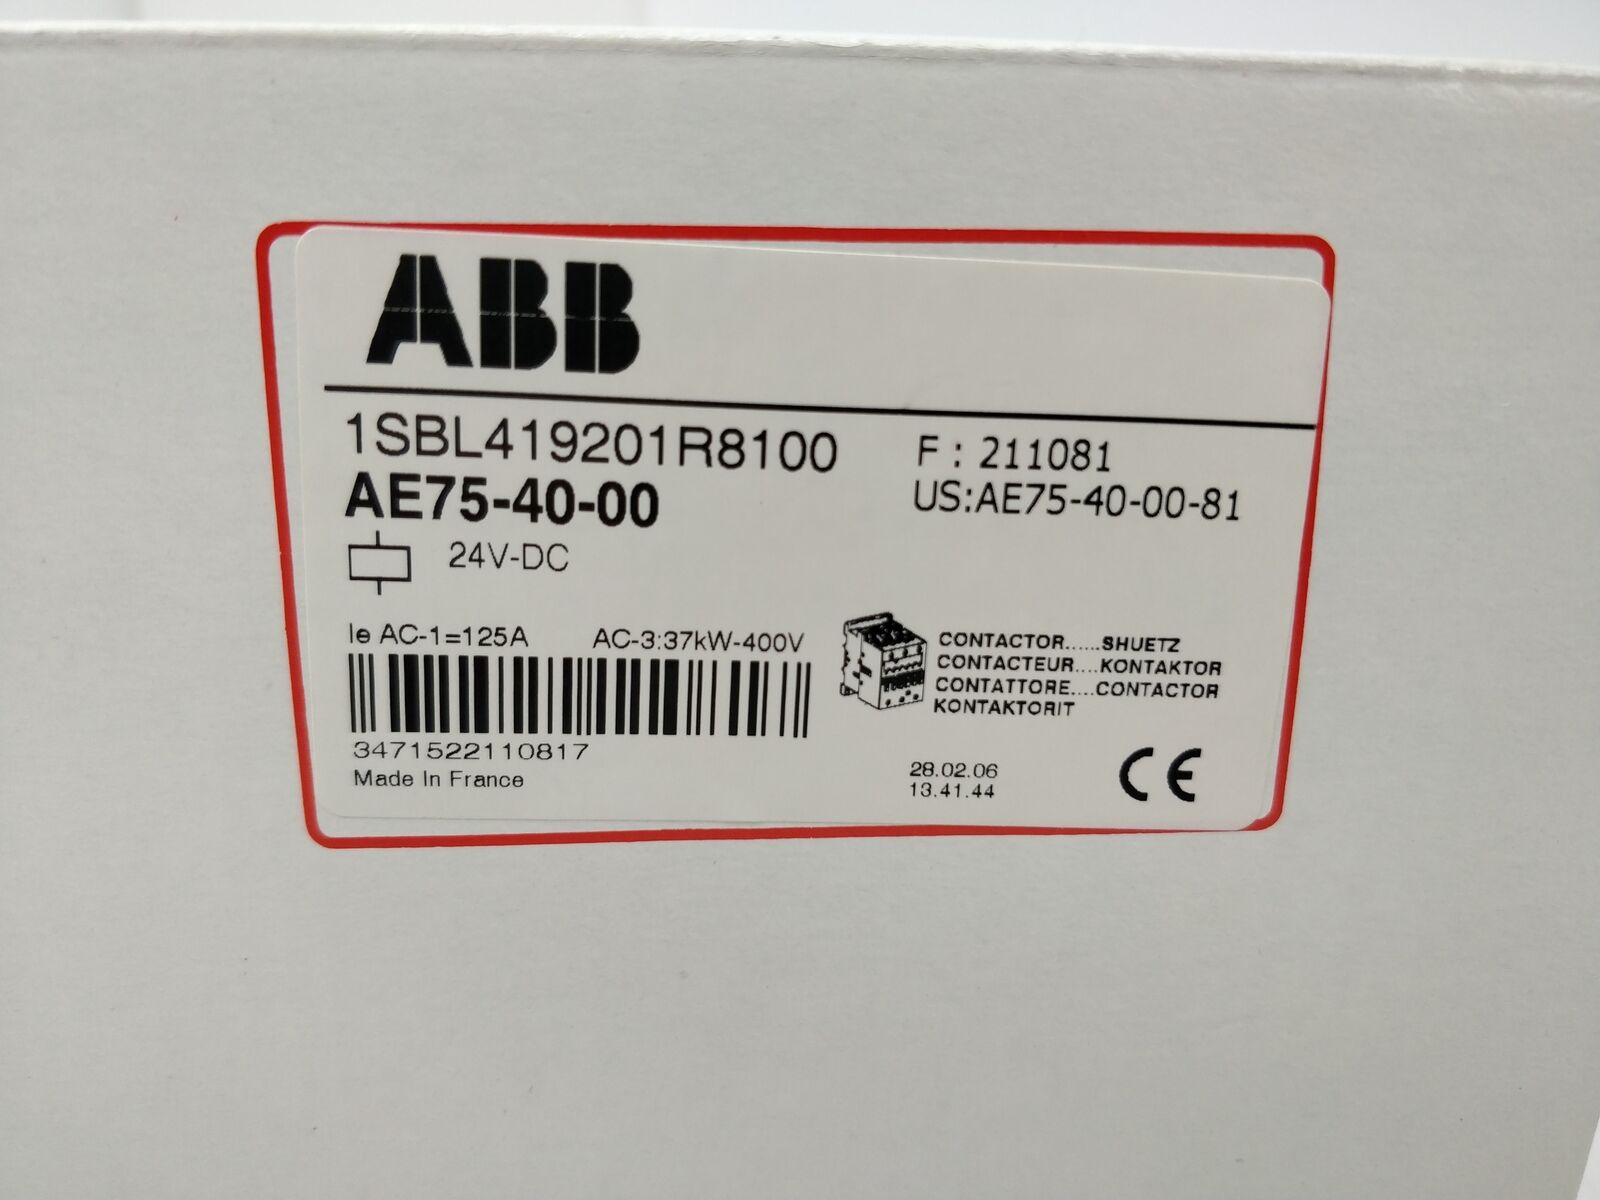 ABB
1SBL419201R8100
F : 211081
AE75-40-00
US:AE75-40-00-81
24V-DC
Ie AC-1=125A
AC-3:37kW-400V
CONTACTOR.....SHUETZ
CONTACTEUR....KONTAKTOR
CONTATTORE....CONTACTOR
KONTAKTORIT
3471522110817
Made In France
28.02.06
13.41.44
CE